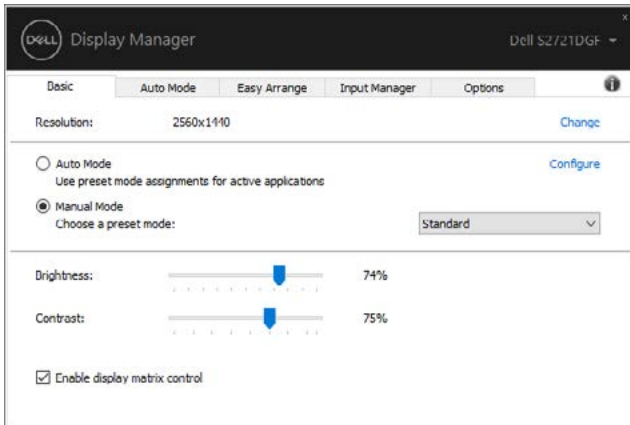 x
DELL Display Manager Dell S2721DGF
Basic Auto Mode Easy Arrange Input Manager Options i
Resolution: 2560x1440 Change
Auto Mode Configure
Use preset mode assignments for active applications
Manual Mode
Choose a preset mode: Standard
Brightness: 74%
Contrast: 75%
Enable display matrix control